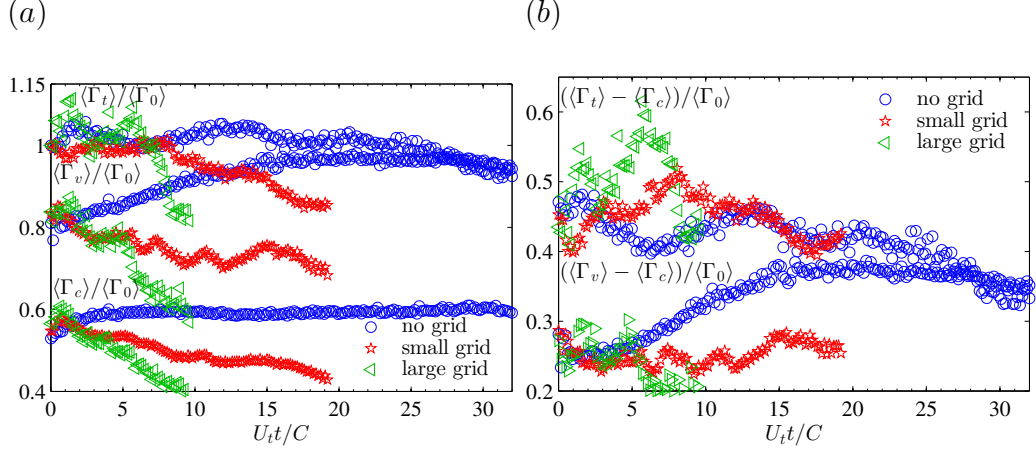 (a)
1.15
1
0.8
0.6
0.4
⟨Γt⟩/⟨Γ0⟩
⟨Γv⟩/⟨Γ0⟩
⟨Γc⟩/⟨Γ0⟩
no grid
small grid
large grid
0 5 10 15 20 25 30
Utt/C
(b)
0.6
0.5
0.4
0.3
0.2
(⟨Γt⟩ − ⟨Γc⟩)/⟨Γ0⟩
no grid
small grid
large grid
(⟨Γv⟩ − ⟨Γc⟩)/⟨Γ0⟩
0 5 10 15 20 25 30
Utt/C